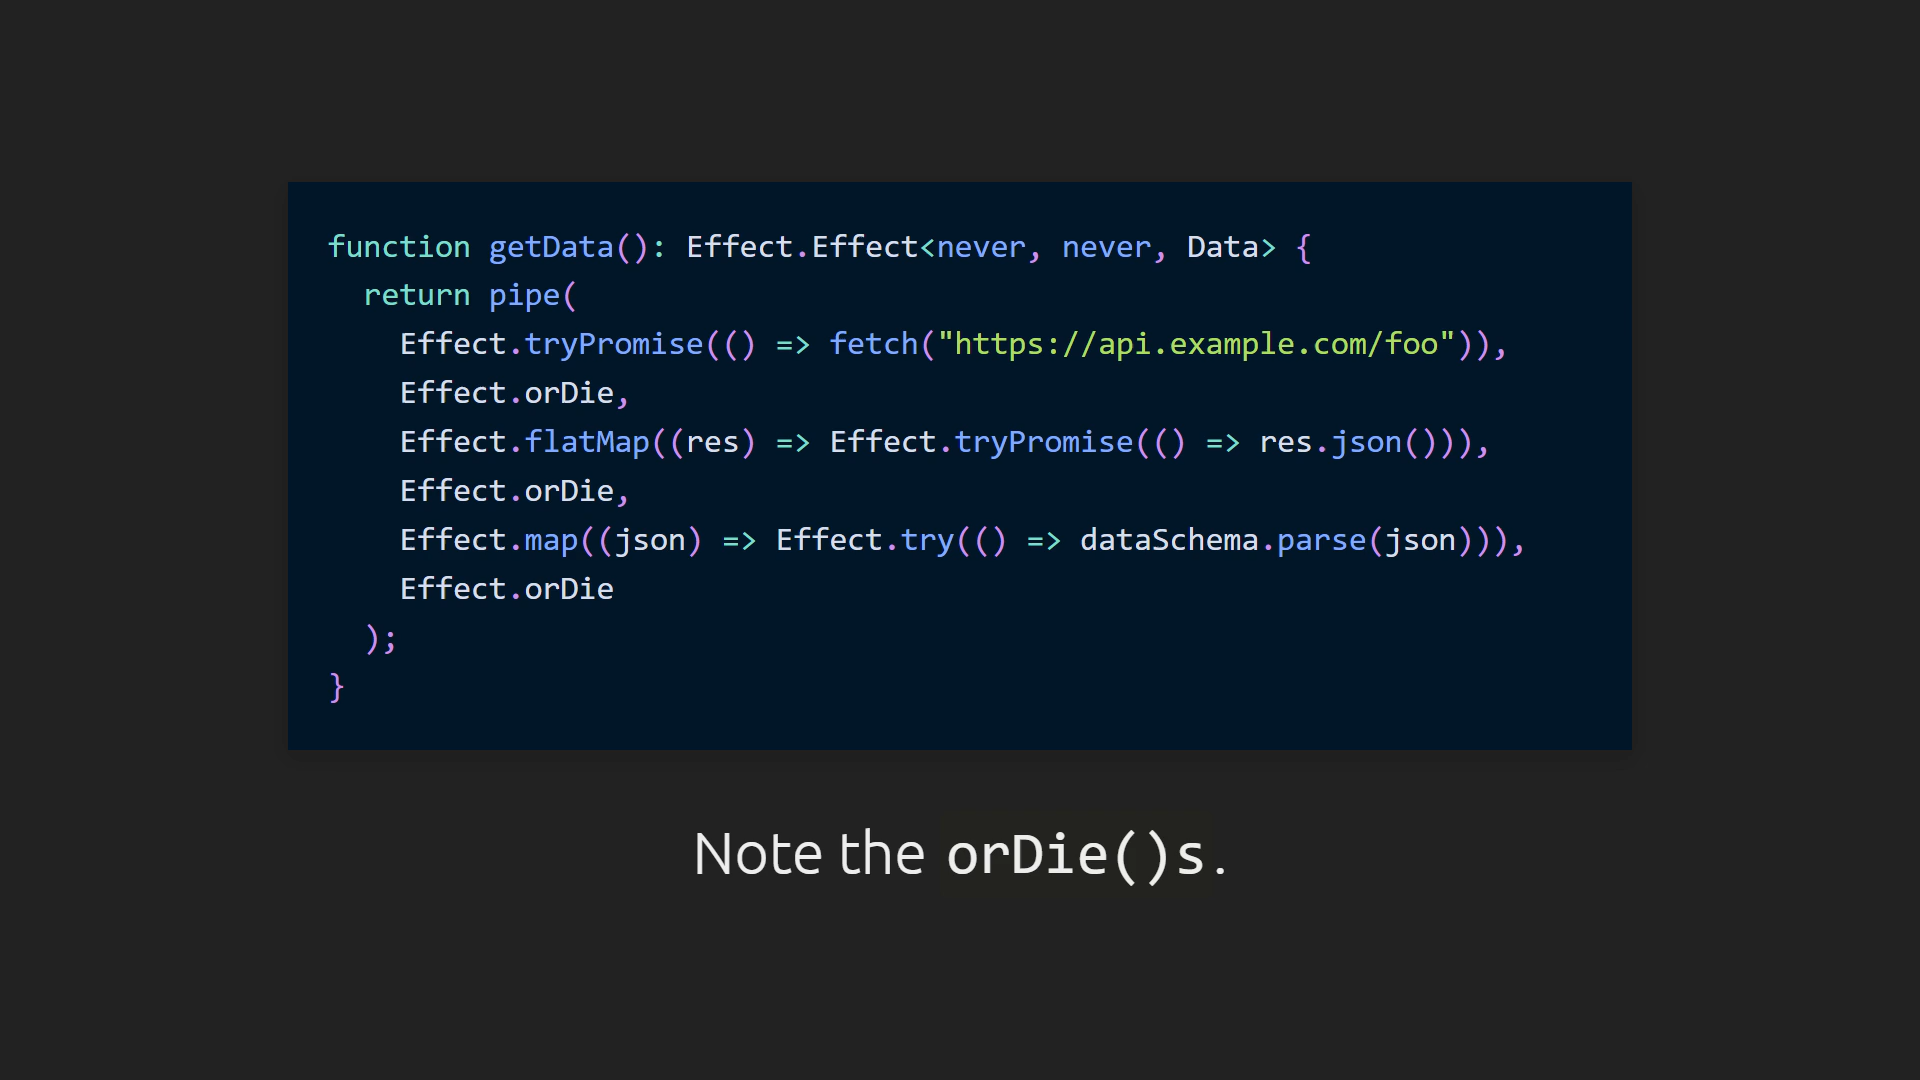 function getData(): Effect.Effect<never, never, Data> {
  return pipe(
    Effect.tryPromise(() => fetch("https://api.example.com/foo")),
    Effect.orDie,
    Effect.flatMap((res) => Effect.tryPromise(() => res.json())),
    Effect.orDie,
    Effect.map((json) => Effect.try(() => dataSchema.parse(json))),
    Effect.orDie
  );
}
Note the orDie()s.